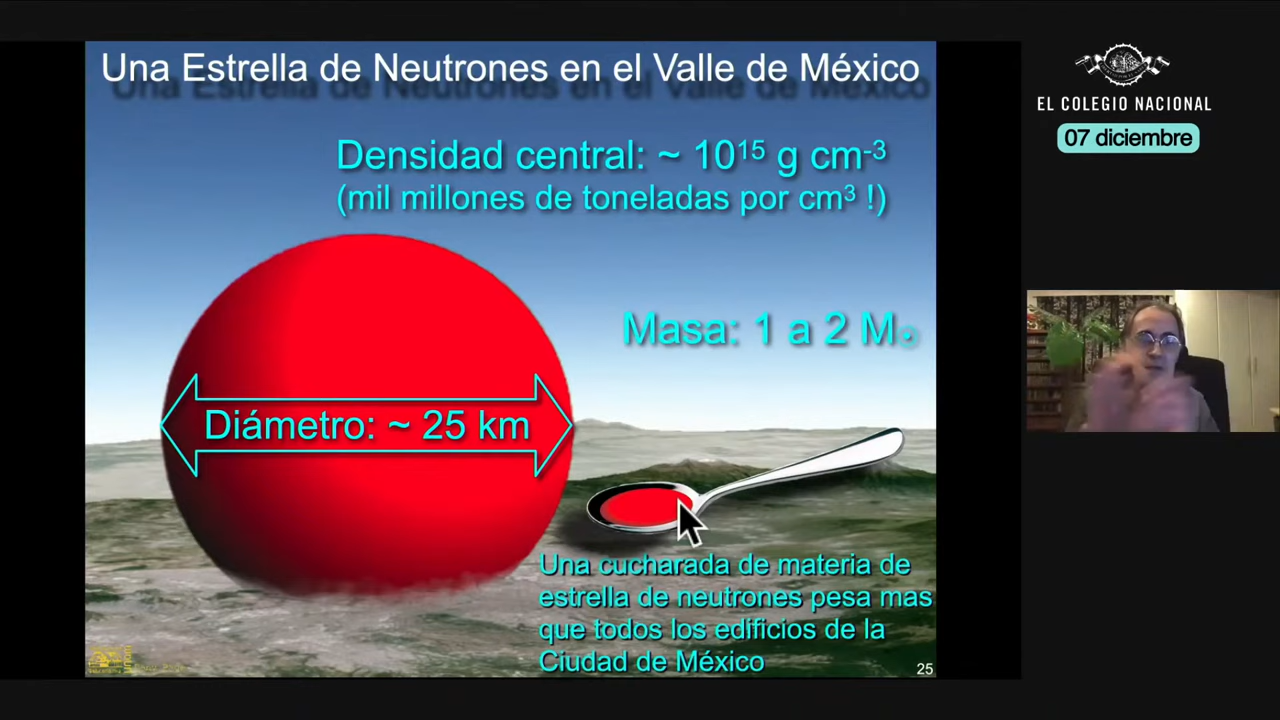 Una Estrella de Neutrones en el Valle de México
Densidad central: ~ 10¹⁵ g cm⁻³
(mil millones de toneladas por cm³ !)
Masa: 1 a 2 M☉
Diámetro: ~ 25 km
Una cucharada de materia de
estrella de neutrones pesa mas
que todos los edificios de la
Ciudad de México
25
EL COLEGIO NACIONAL
07 diciembre